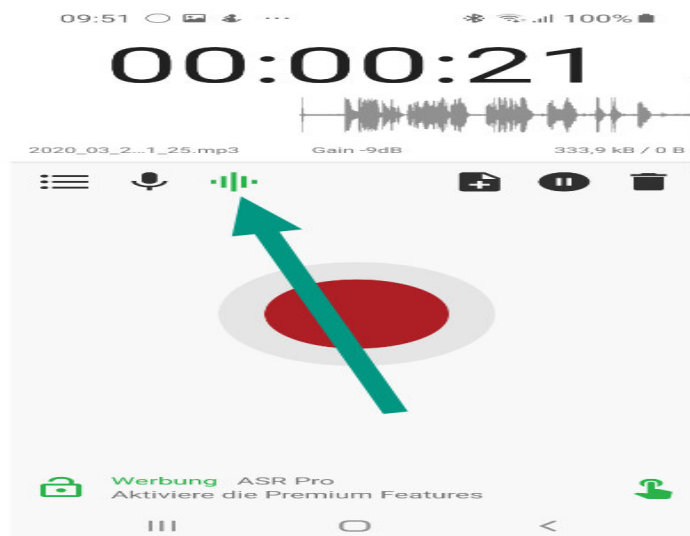 09:51 100%
00:00:21
2020_03_2...1_25.mp3 Gain -9dB 333,9 kB / 0 B
Werbung ASR Pro
Aktiviere die Premium Features